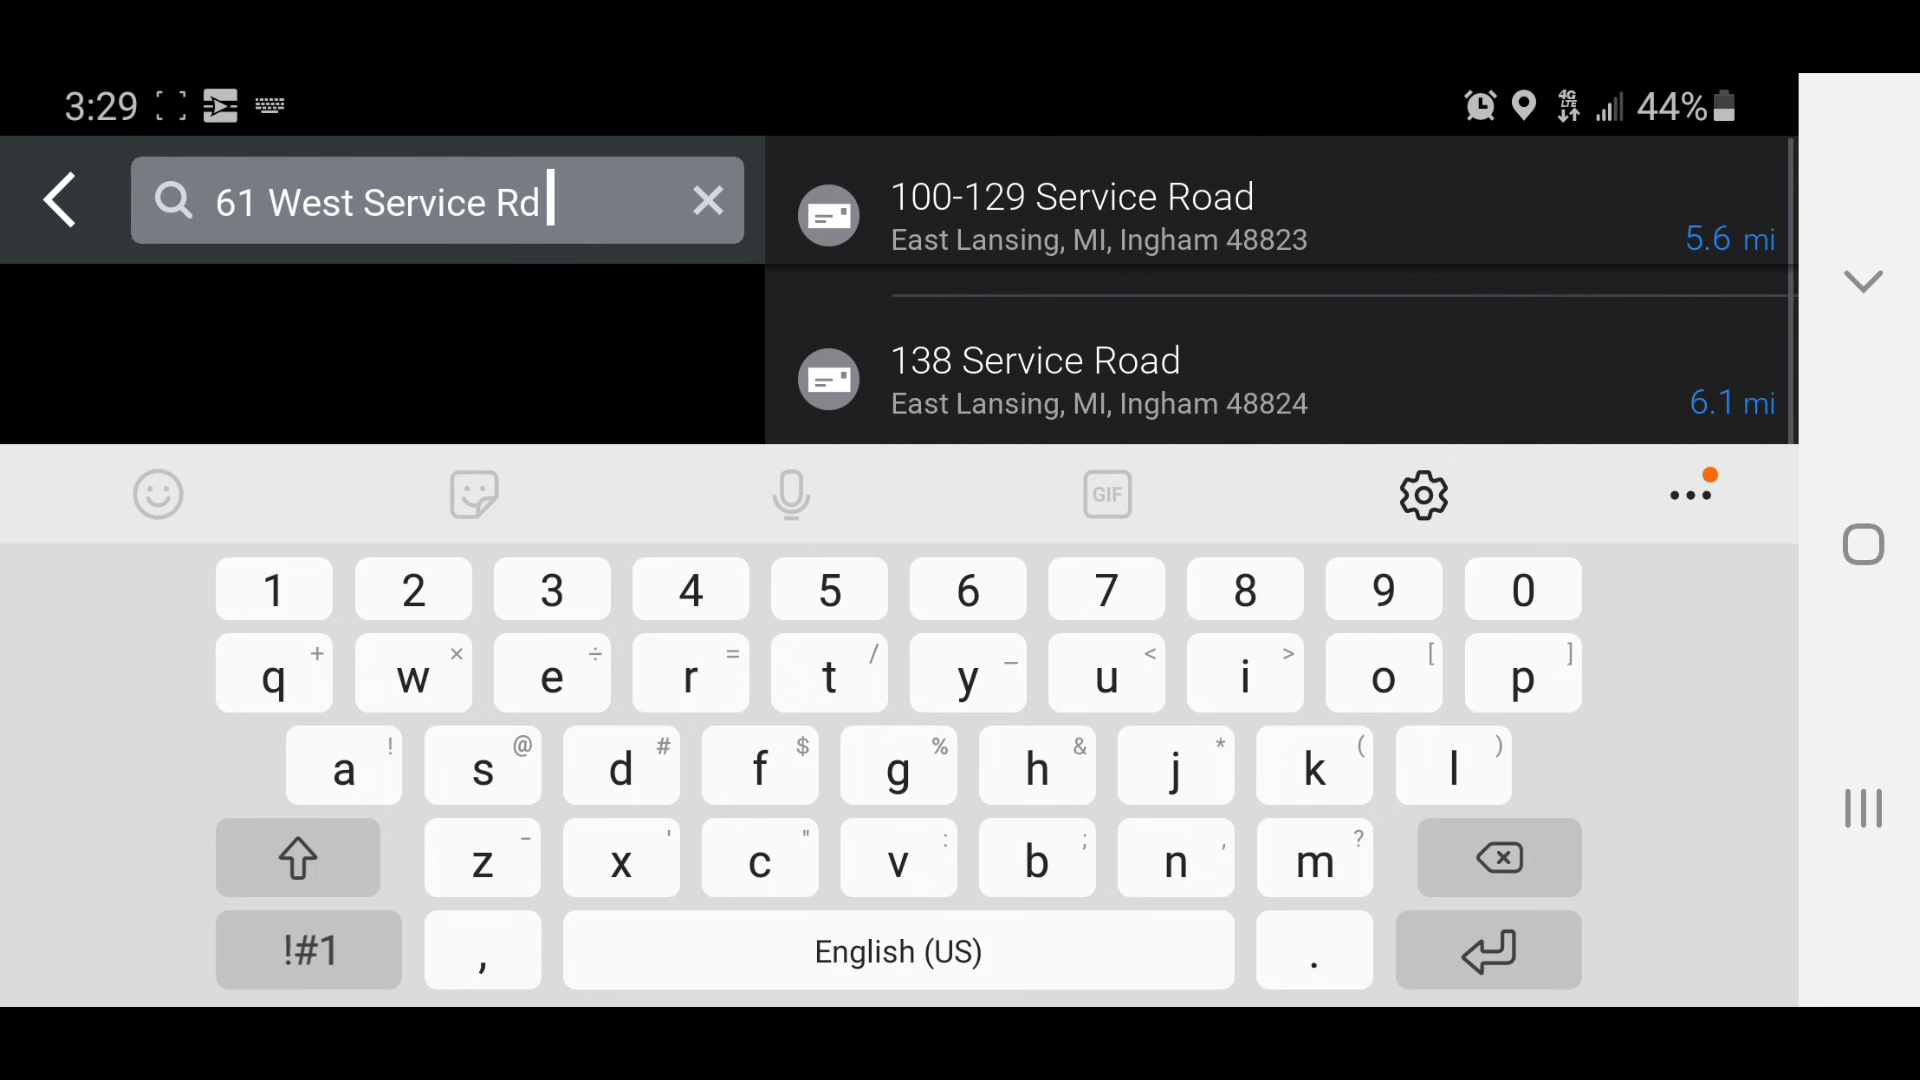 3:29
4G LTE 44%
61 West Service Rd
100-129 Service Road
East Lansing, MI, Ingham 48823
5.6 mi
138 Service Road
East Lansing, MI, Ingham 48824
6.1 mi
GIF
1 2 3 4 5 6 7 8 9 0
q + w × e ÷ r = t / y _ u < i > o [ p ]
a ! s @ d # f $ g % h & j * k ( l )
z - x ' c " v : b ; n , m ?
!#1 , English (US) .